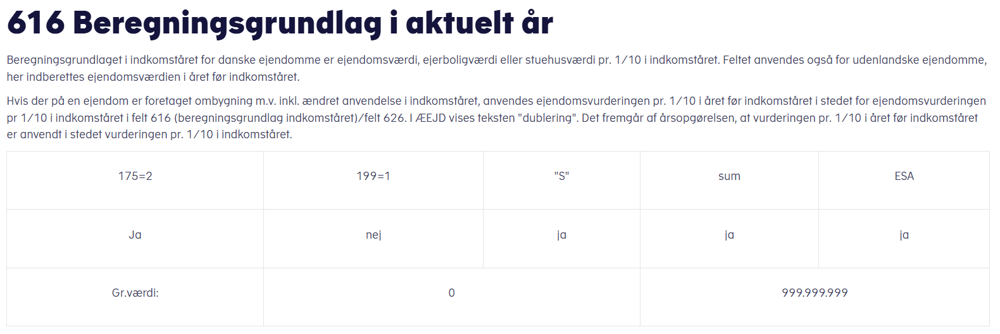 616 Beregningsgrundlag i aktuelt år
Beregningsgrundlaget i indkomståret for danske ejendomme er ejendomsværdi, ejerboligværdi eller stuehusværdi pr. 1/10 i indkomståret. Feltet anvendes også for udenlandske ejendomme,
her indberettes ejendomsværdien i året før indkomståret.
Hvis der på en ejendom er foretaget ombygning m.v. inkl. ændret anvendelse i indkomståret, anvendes ejendomsvurderingen pr. 1/10 i året før indkomståret i stedet for ejendomsvurderingen
pr 1/10 i indkomståret i felt 616 (beregningsgrundlag indkomståret)/felt 626. I ÆEJD vises teksten "dublering". Det fremgår af årsopgørelsen, at vurderingen pr. 1/10 i året før indkomståret
er anvendt i stedet vurderingen pr. 1/10 i indkomståret.
175=2 199=1 "S" sum ESA
Ja nej ja ja ja
Gr.værdi: 0 999.999.999